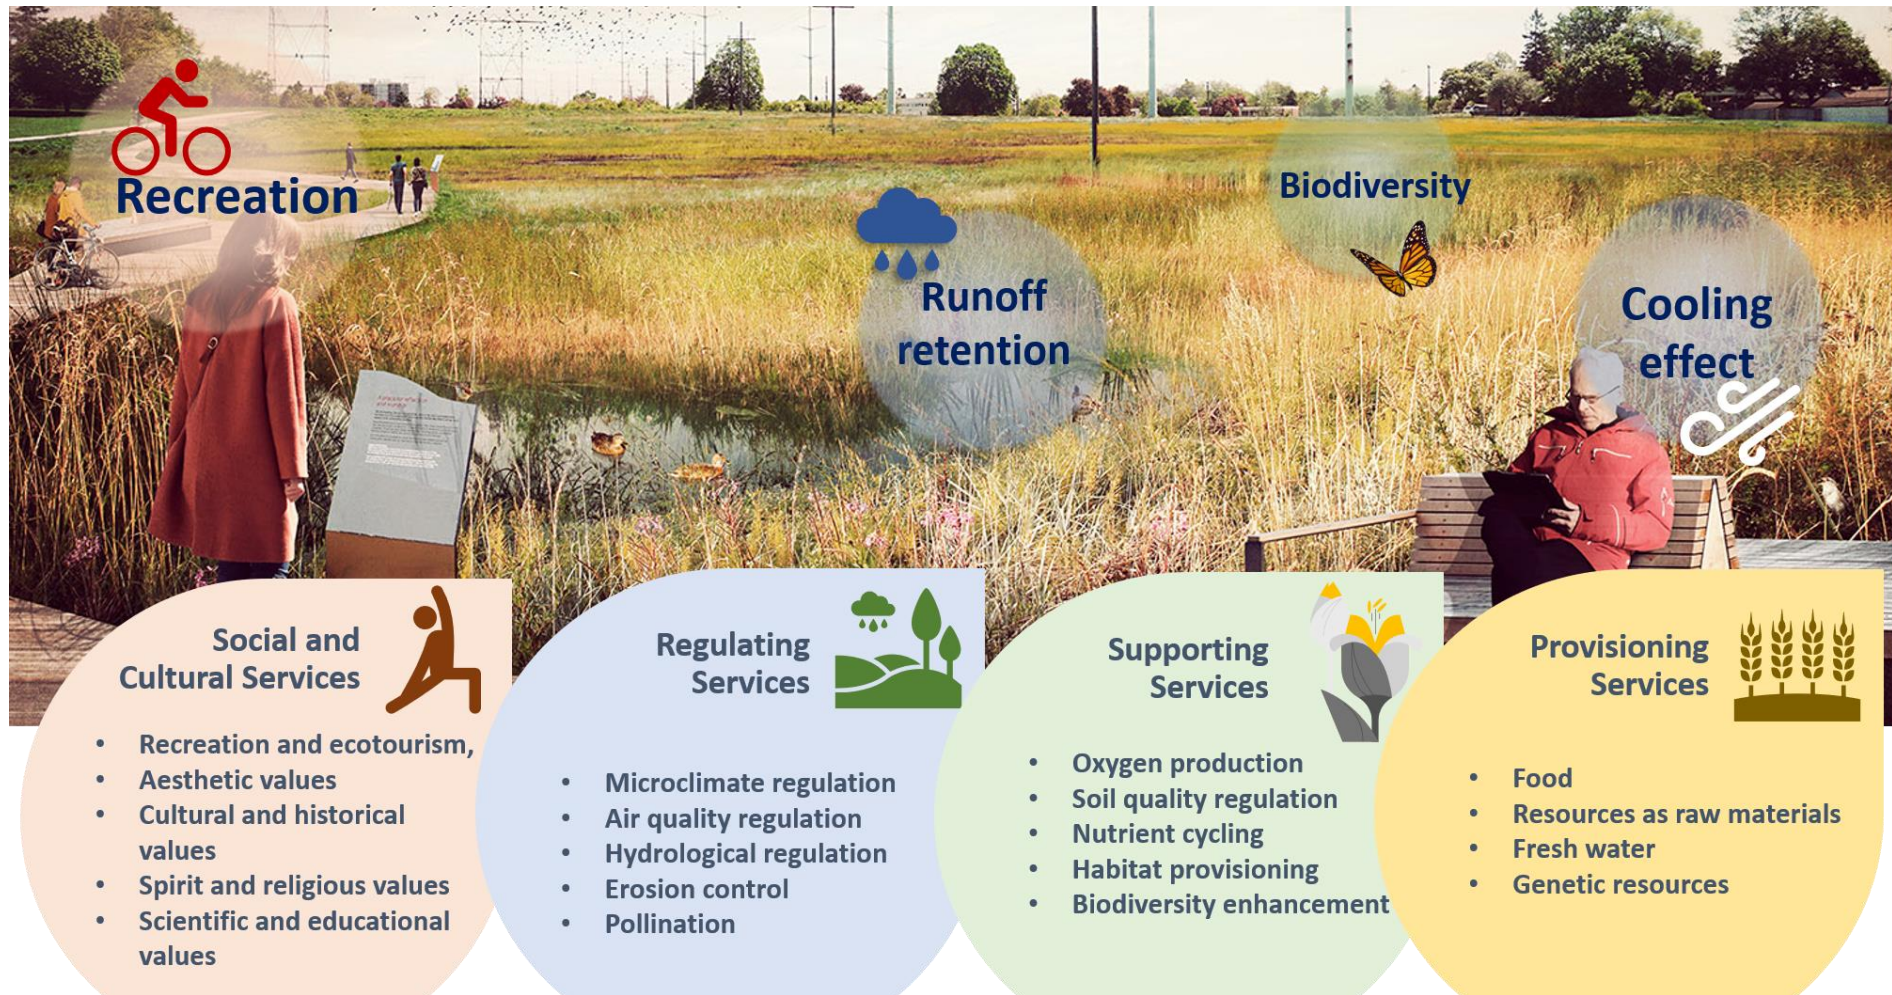 Recreation
Biodiversity
Runoff
retention
Cooling
effect
Social and
Cultural Services
• Recreation and ecotourism,
• Aesthetic values
• Cultural and historical
values
• Spirit and religious values
• Scientific and educational
values
Regulating
Services
• Microclimate regulation
• Air quality regulation
• Hydrological regulation
• Erosion control
• Pollination
Supporting
Services
• Oxygen production
• Soil quality regulation
• Nutrient cycling
• Habitat provisioning
• Biodiversity enhancement
Provisioning
Services
• Food
• Resources as raw materials
• Fresh water
• Genetic resources